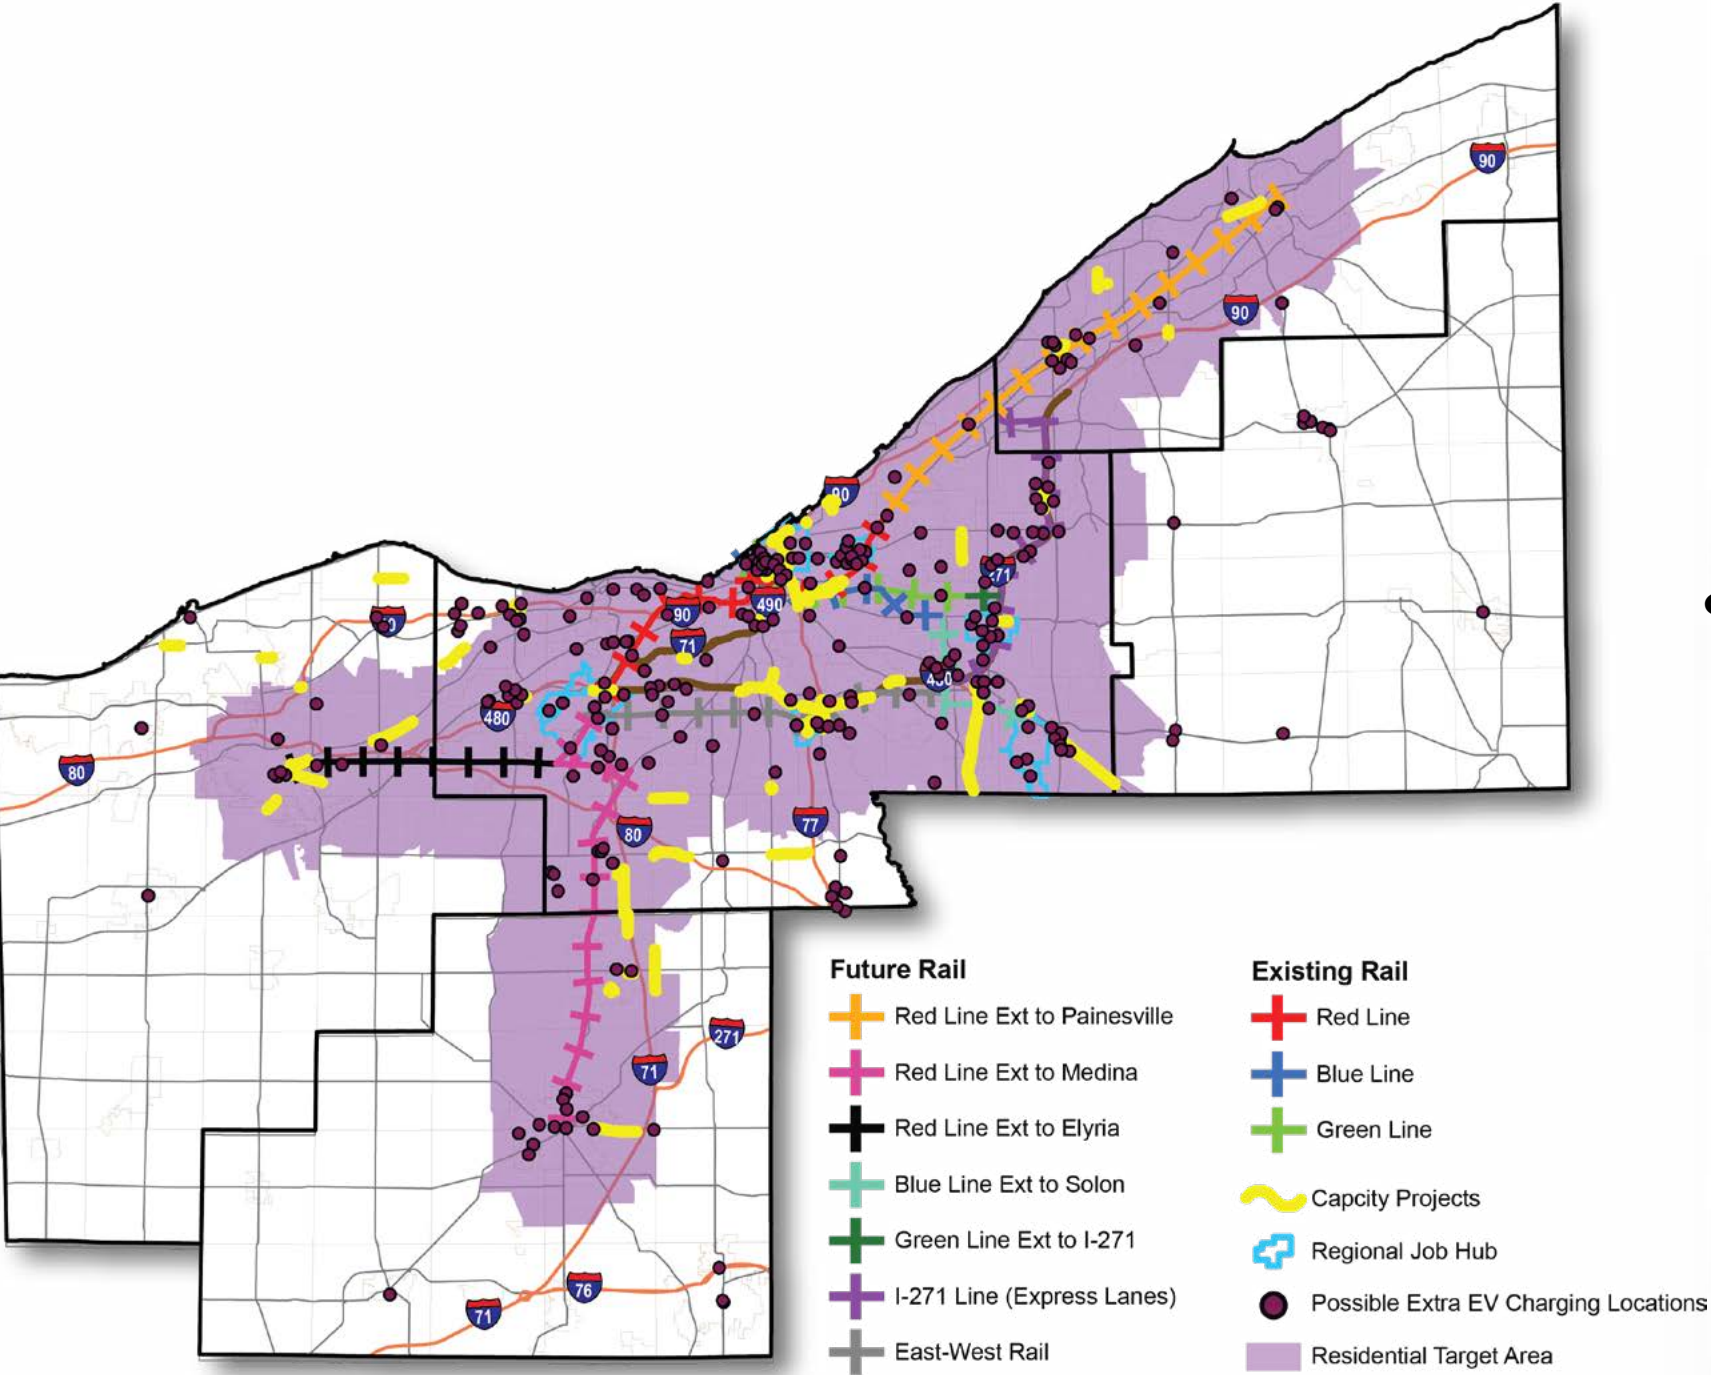 90
90
90
271
90
490
90
71
480
480
80
80
77
271
71
76
71
Future Rail
Red Line Ext to Painesville
Red Line Ext to Medina
Red Line Ext to Elyria
Blue Line Ext to Solon
Green Line Ext to I-271
I-271 Line (Express Lanes)
East-West Rail
Existing Rail
Red Line
Blue Line
Green Line
Capcity Projects
Regional Job Hub
Possible Extra EV Charging Locations
Residential Target Area